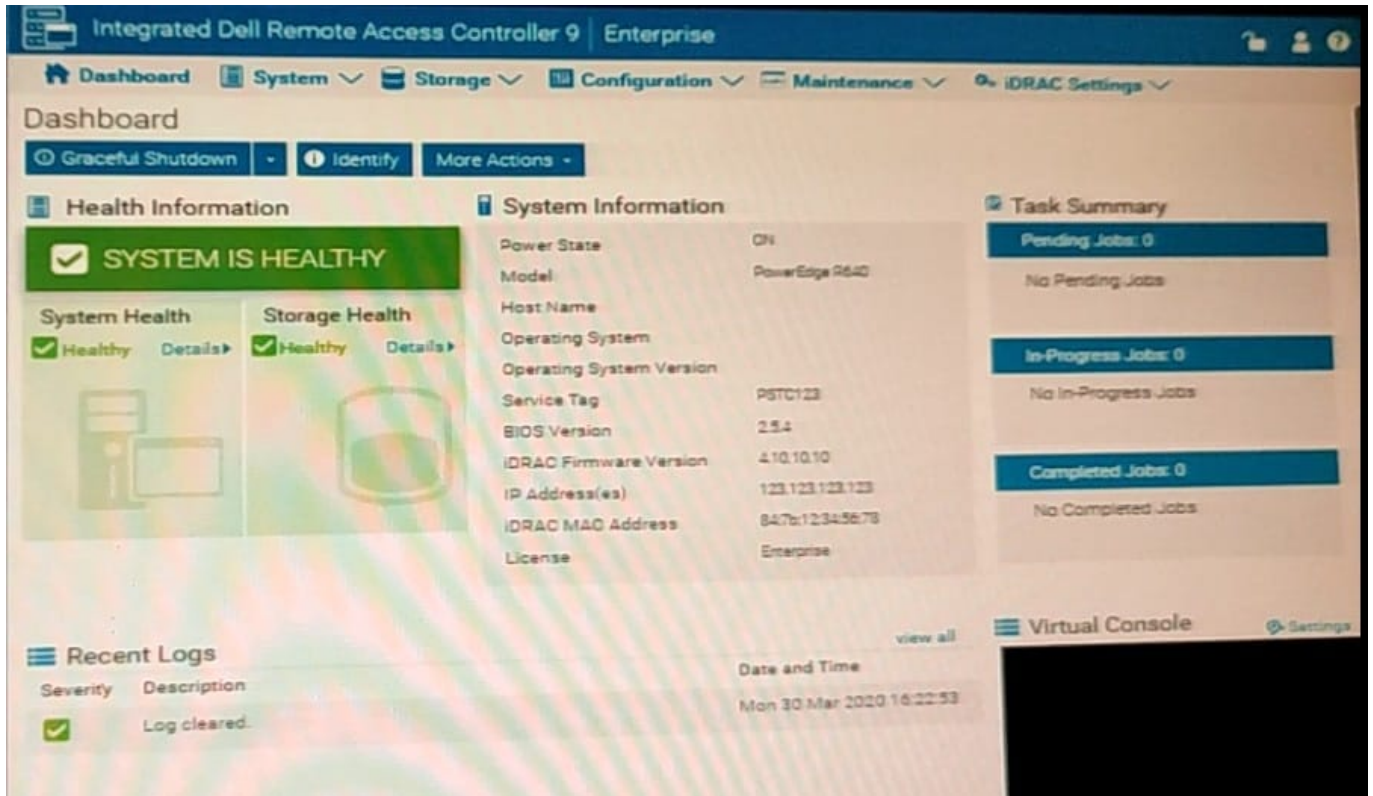 Integrated Dell Remote Access Controller 9 | Enterprise
Dashboard System Storage Configuration Maintenance iDRAC Settings
Dashboard
Graceful Shutdown Identify More Actions
Health Information
SYSTEM IS HEALTHY
System Health Storage Health
Healthy Details Healthy Details
System Information
Power State ON
Model PowerEdge R640
Host Name
Operating System
Operating System Version
Service Tag PSTC123
BIOS Version 2.5.4
iDRAC Firmware Version 4.10.10.10
IP Address(es) 123.123.123.123
iDRAC MAC Address 84:7b:12:34:56:78
License Enterprise
Task Summary
Pending Jobs: 0
No Pending Jobs
In-Progress Jobs: 0
No In-Progress Jobs
Completed Jobs: 0
No Completed Jobs
Recent Logs view all
Severity Description Date and Time
Log cleared. Mon 30 Mar 2020 16:22:53
Virtual Console Settings